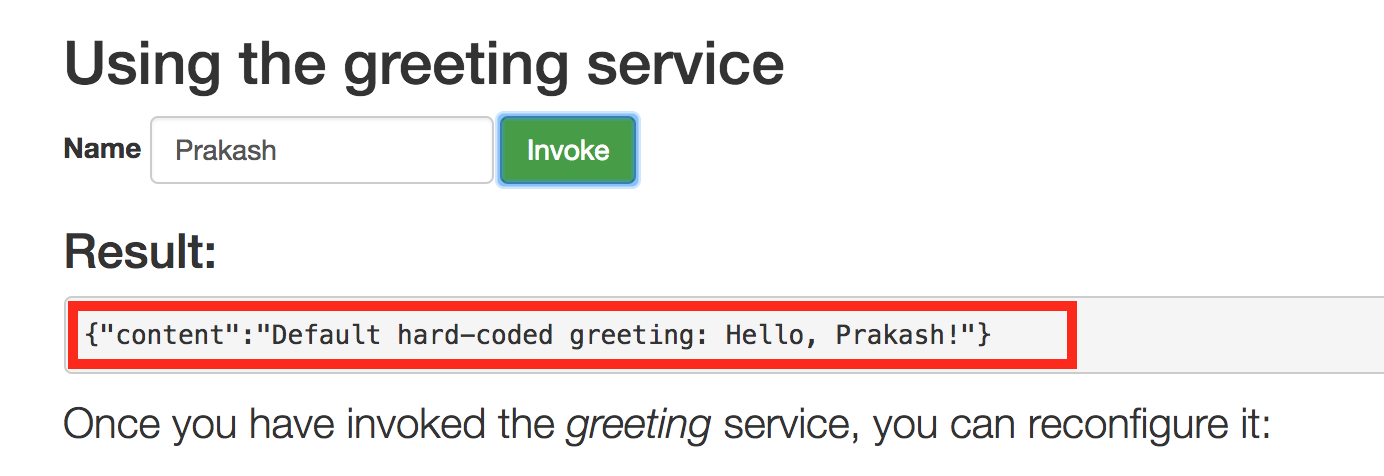 Using the greeting service
Name Prakash Invoke
Result:
{"content":"Default hard-coded greeting: Hello, Prakash!"}
Once you have invoked the greeting service, you can reconfigure it: